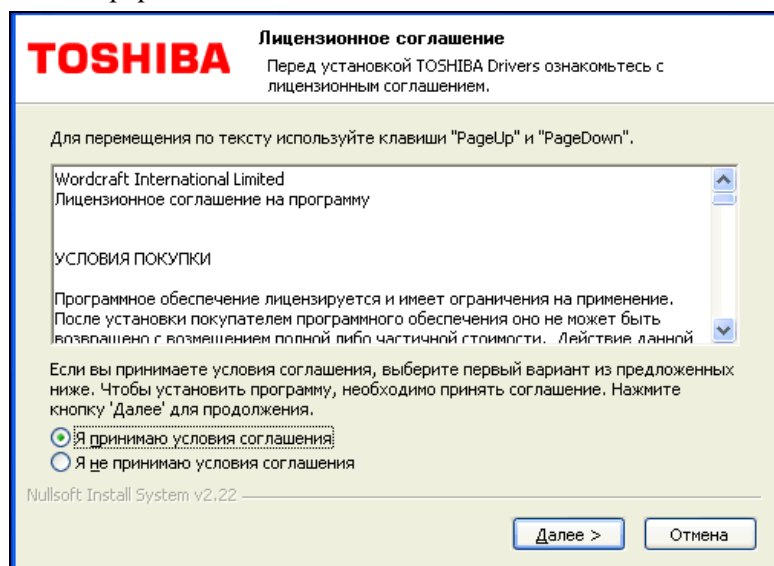 TOSHIBA
Лицензионное соглашение
Перед установкой TOSHIBA Drivers ознакомьтесь с
лицензионным соглашением.
Для перемещения по тексту используйте клавиши "PageUp" и "PageDown".
Wordcraft International Limited
Лицензионное соглашение на программу
УСЛОВИЯ ПОКУПКИ
Программное обеспечение лицензируется и имеет ограничения на применение.
После установки покупателем программного обеспечения оно не может быть
возвращено с возмещением полной либо частичной стоимости. Действие данной
Если вы принимаете условия соглашения, выберите первый вариант из предложенных
ниже. Чтобы установить программу, необходимо принять соглашение. Нажмите
кнопку 'Далее' для продолжения.
Я принимаю условия соглашения
Я не принимаю условия соглашения
Nullsoft Install System v2.22
Далее >
Отмена